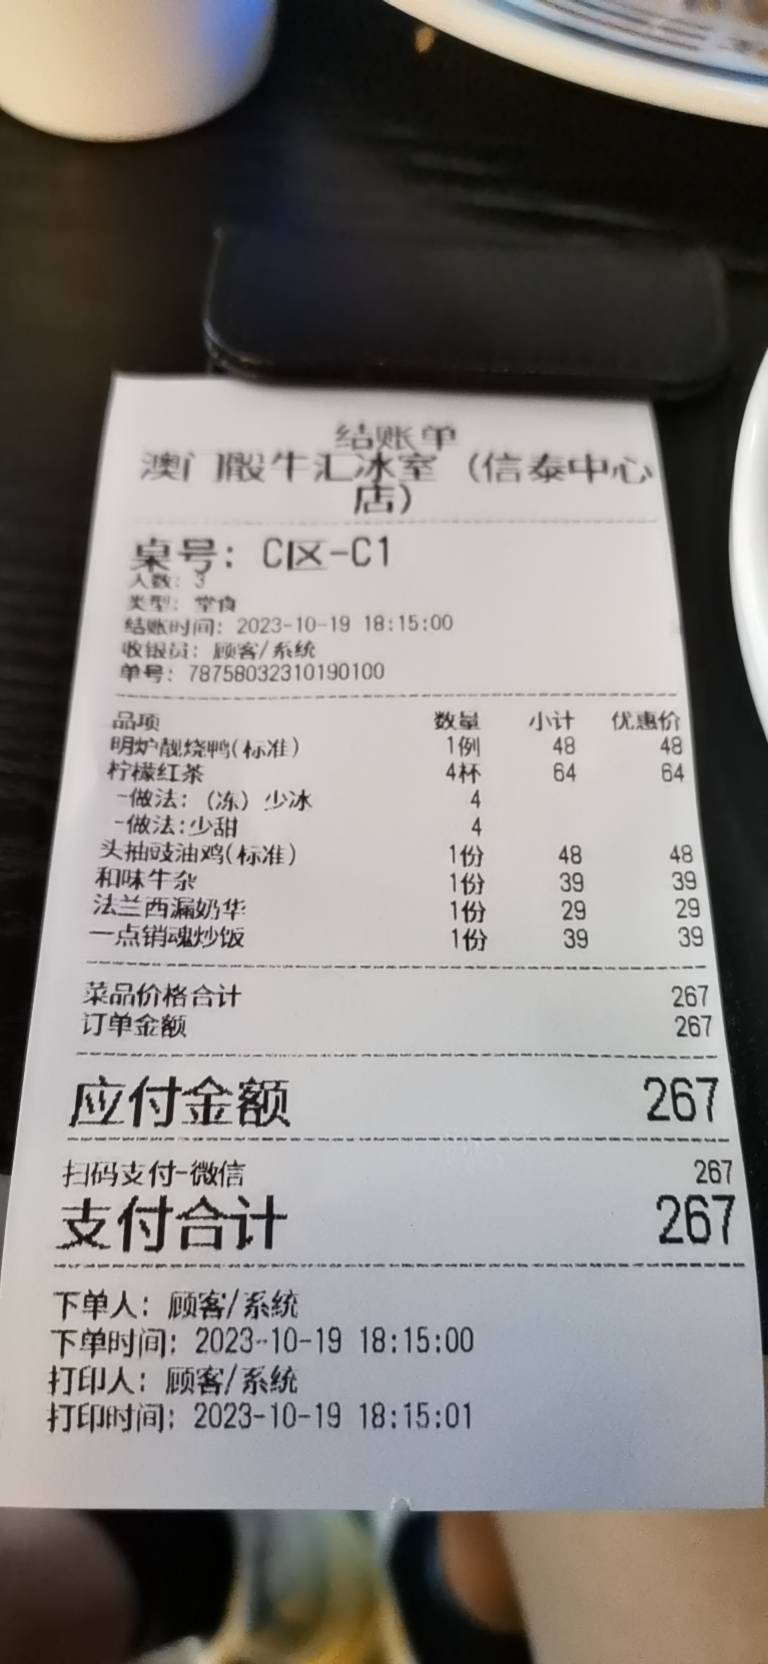 结账单
澳门骰牛汇冰室（信泰中心
店）
桌号: C区-C1
人数: 3
类型: 堂食
结账时间: 2023-10-19 18:15:00
收银员: 顾客/系统
单号: 78758032310190100
品项 数量 小计 优惠价
明炉靓烧鸭(标准) 1例 48 48
柠檬红茶 4杯 64 64
-做法:（冻）少冰 4
-做法:少甜 4
头抽豉油鸡(标准) 1份 48 48
和味牛杂 1份 39 39
法兰西漏奶华 1份 29 29
一点销魂炒饭 1份 39 39
菜品价格合计 267
订单金额 267
应付金额 267
扫码支付-微信 267
支付合计 267
下单人: 顾客/系统
下单时间: 2023-10-19 18:15:00
打印人: 顾客/系统
打印时间: 2023-10-19 18:15:01